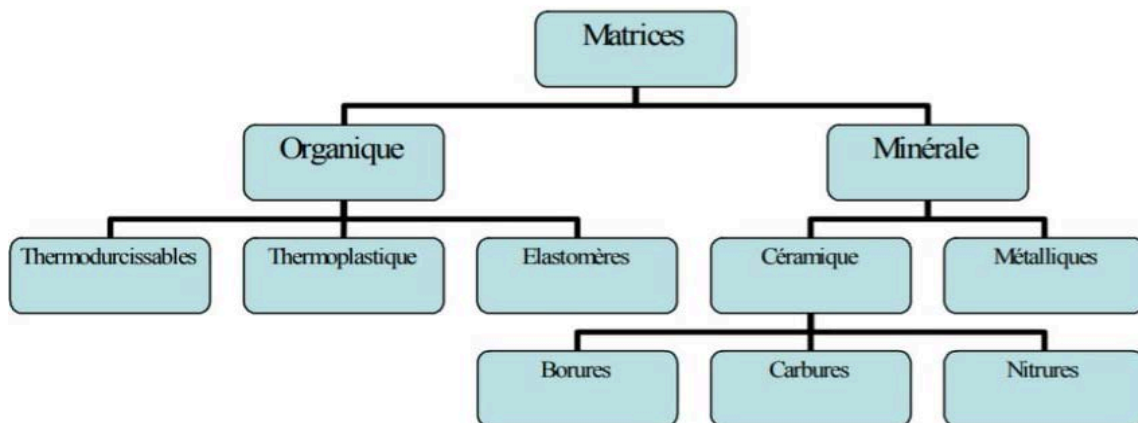 Matrices
Organique
Minérale
Thermodurcissables
Thermoplastique
Elastomères
Céramique
Métalliques
Borures
Carbures
Nitrures